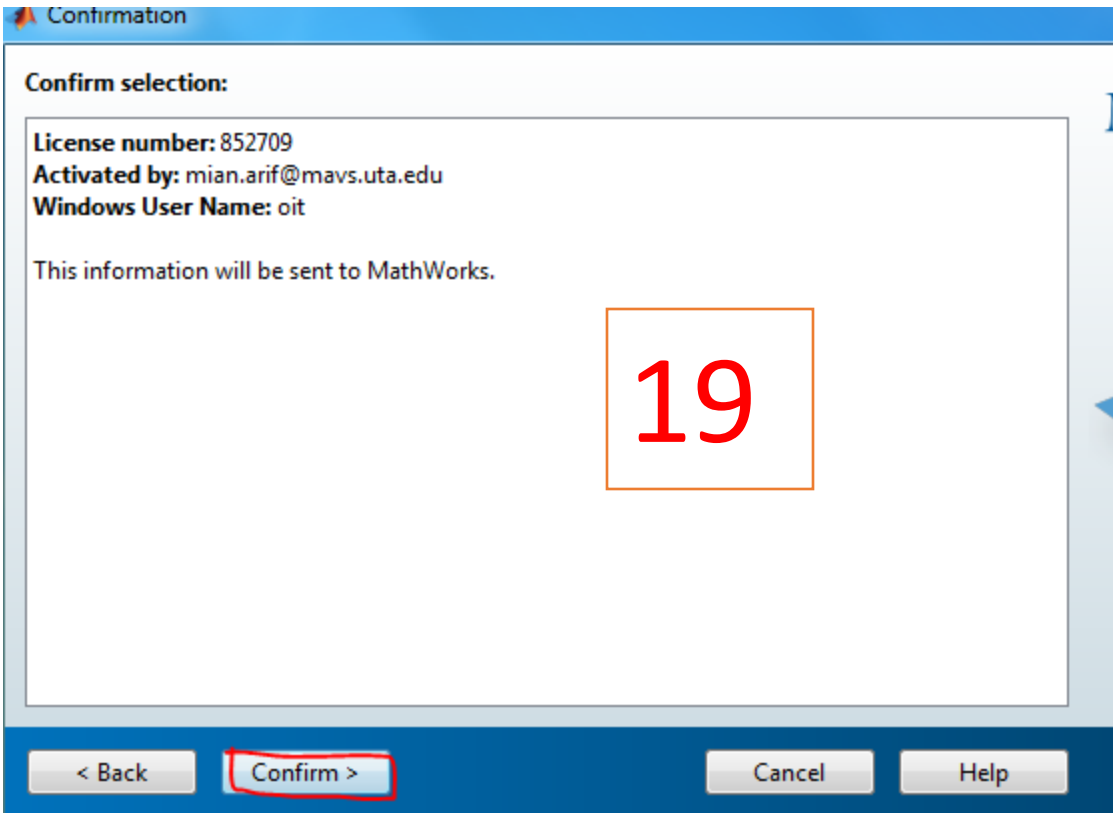 Confirmation
Confirm selection:
License number: 852709
Activated by: mian.arif@mavs.uta.edu
Windows User Name: oit
This information will be sent to MathWorks.
19
< Back
Confirm >
Cancel
Help